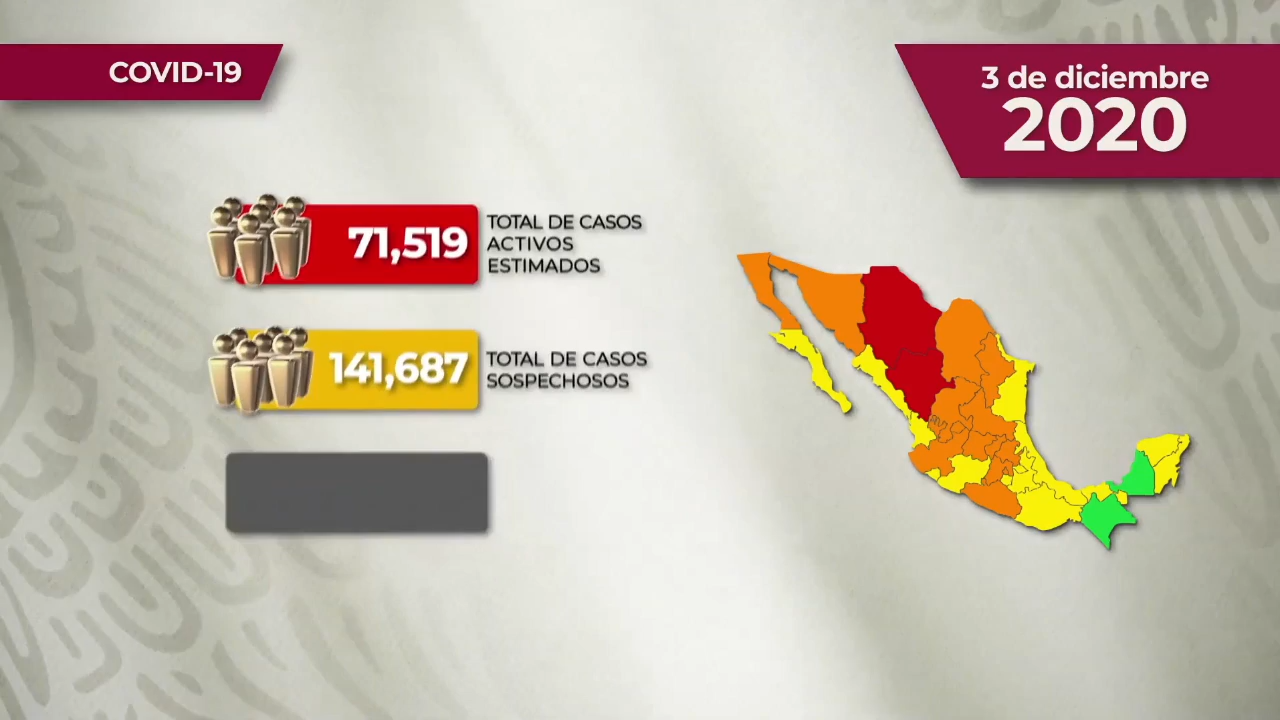 COVID-19
3 de diciembre
2020
71,519
TOTAL DE CASOS
ACTIVOS
ESTIMADOS
141,687
TOTAL DE CASOS
SOSPECHOSOS